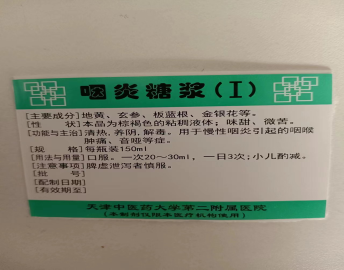 咽炎糖浆(Ⅰ)
[主要成分]地黄、玄参、板蓝根、金银花等。
[性　　状]本品为棕褐色的粘稠液体；味甜、微苦。
[功能与主治]清热,养阴,解毒。用于慢性咽炎引起的咽喉
肿痛、音哑等症。
[规　　格]每瓶装150ml
[用法与用量]口服。一次20～30ml，一日3次;小儿酌减。
[注意事项]脾虚泄泻者慎服。
[批　　号]
[配制日期]
[有效期至]
天津中医药大学第二附属医院
(本制剂仅限本医疗机构使用)